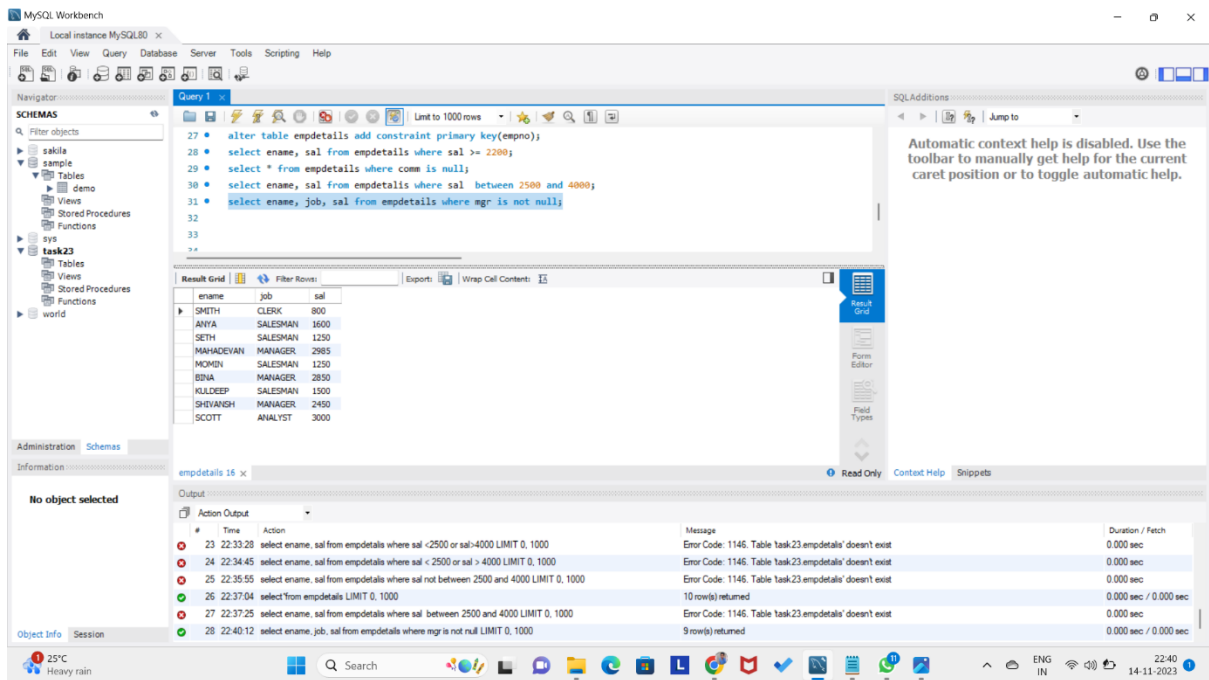 MySQL Workbench
Local instance MySQL80
File Edit View Query Database Server Tools Scripting Help
Navigator
SCHEMAS
Filter objects
sakila
sample
Tables
demo
Views
Stored Procedures
Functions
sys
task23
Tables
Views
Stored Procedures
Functions
world
Administration Schemas
Information
No object selected
Object Info Session
Query 1
Limit to 1000 rows
27 alter table empdetails add constraint primary key(empno);
28 select ename, sal from empdetails where sal >= 2200;
29 select * from empdetails where comm is null;
30 select ename, sal from empdetalis where sal between 2500 and 4000;
31 select ename, job, sal from empdetails where mgr is not null;
32
33
34
Result Grid Filter Rows: Export: Wrap Cell Content:
ename job sal
SMITH CLERK 800
ANYA SALESMAN 1600
SETH SALESMAN 1250
MAHADEVAN MANAGER 2985
MOMIN SALESMAN 1250
BINA MANAGER 2850
KULDEEP SALESMAN 1500
SHIVANSH MANAGER 2450
SCOTT ANALYST 3000
Result Grid
Form Editor
Field Types
empdetails 16
Read Only
SQLAdditions
Jump to
Automatic context help is disabled. Use the
toolbar to manually get help for the current
caret position or to toggle automatic help.
Context Help Snippets
Output
Action Output
# Time Action Message Duration / Fetch
23 22:33:28 select ename, sal from empdetalis where sal <2500 or sal>4000 LIMIT 0, 1000 Error Code: 1146. Table 'task23.empdetalis' doesn't exist 0.000 sec
24 22:34:45 select ename, sal from empdetalis where sal < 2500 or sal > 4000 LIMIT 0, 1000 Error Code: 1146. Table 'task23.empdetalis' doesn't exist 0.000 sec
25 22:35:55 select ename, sal from empdetalis where sal not between 2500 and 4000 LIMIT 0, 1000 Error Code: 1146. Table 'task23.empdetalis' doesn't exist 0.000 sec
26 22:37:04 select*from empdetails LIMIT 0, 1000 10 row(s) returned 0.000 sec / 0.000 sec
27 22:37:25 select ename, sal from empdetalis where sal between 2500 and 4000 LIMIT 0, 1000 Error Code: 1146. Table 'task23.empdetalis' doesn't exist 0.000 sec
28 22:40:12 select ename, job, sal from empdetails where mgr is not null LIMIT 0, 1000 9 row(s) returned 0.000 sec / 0.000 sec
1
25°C
Heavy rain
Search
L
11
ENG
IN
22:40
14-11-2023
1